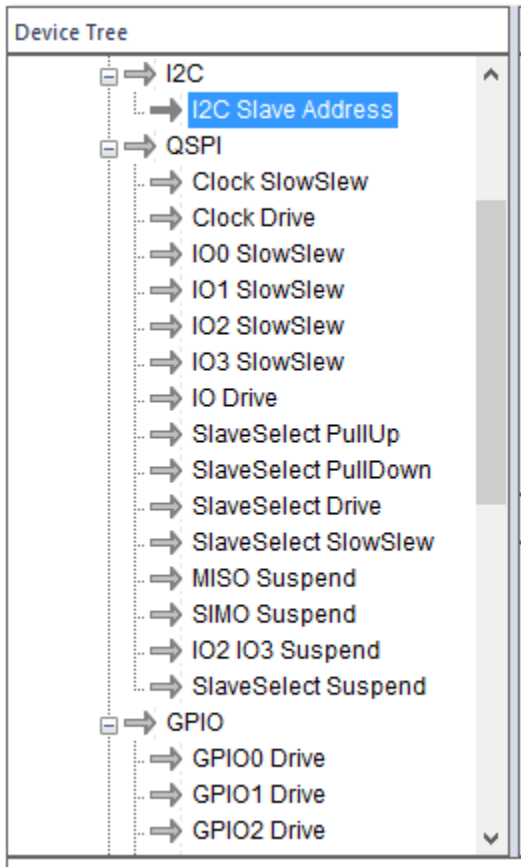 Device Tree
I2C
I2C Slave Address
QSPI
Clock SlowSlew
Clock Drive
IO0 SlowSlew
IO1 SlowSlew
IO2 SlowSlew
IO3 SlowSlew
IO Drive
SlaveSelect PullUp
SlaveSelect PullDown
SlaveSelect Drive
SlaveSelect SlowSlew
MISO Suspend
SIMO Suspend
IO2 IO3 Suspend
SlaveSelect Suspend
GPIO
GPIO0 Drive
GPIO1 Drive
GPIO2 Drive